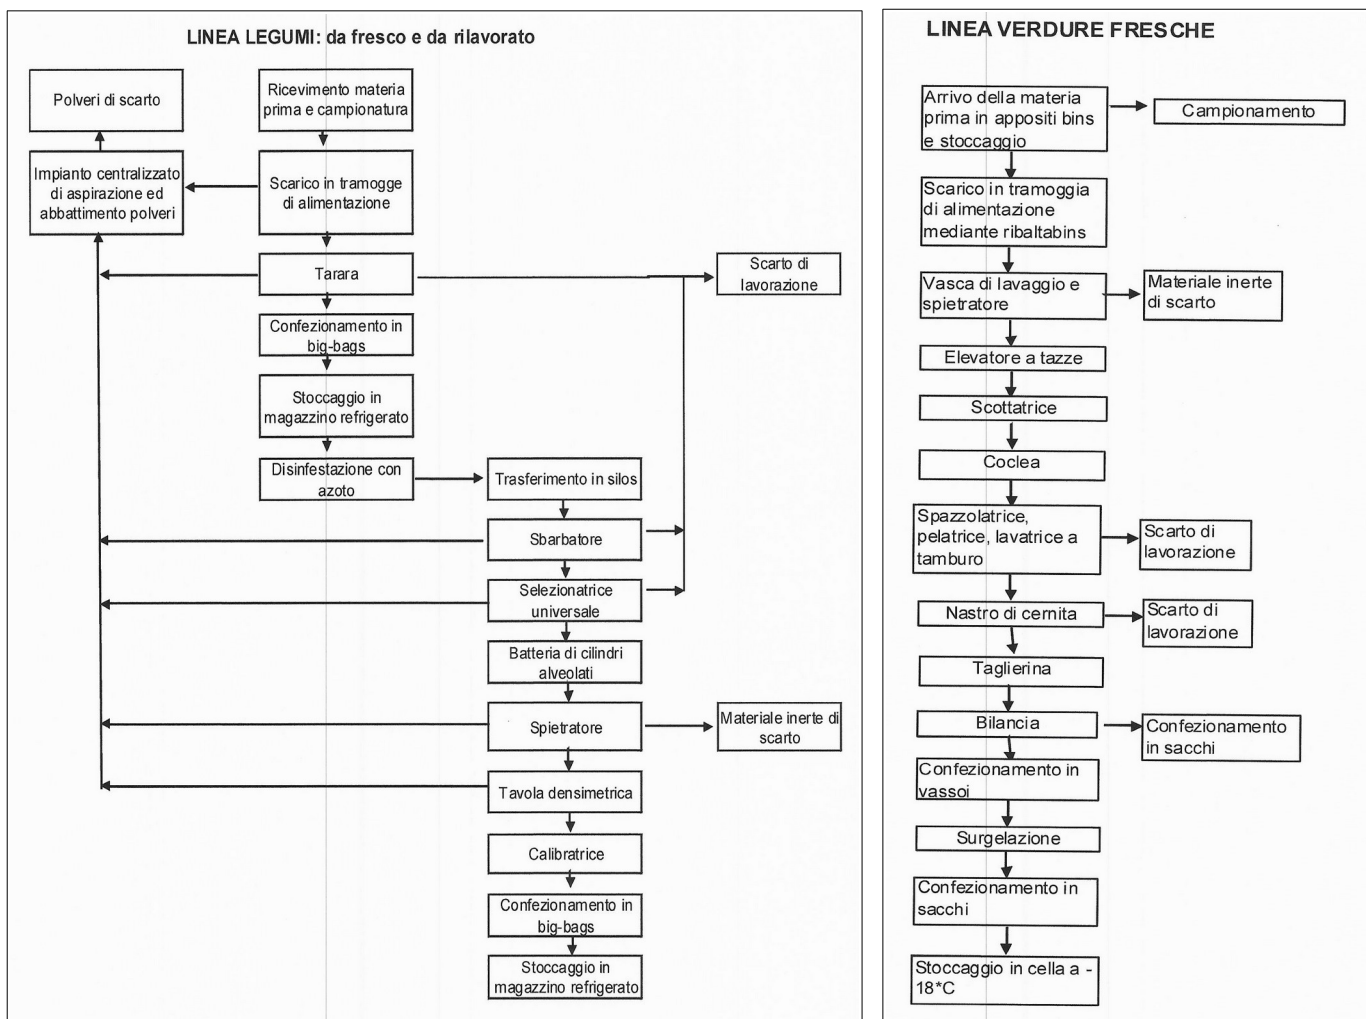 LINEA LEGUMI: da fresco e da rilavorato
Polveri di scarto
Ricevimento materia
prima e campionatura
Impianto centralizzato
di aspirazione ed
abbattimento polveri
Scarico in tramogge
di alimentazione
Tarara
Scarto di
lavorazione
Confezionamento in
big-bags
Stoccaggio in
magazzino refrigerato
Disinfestazione con
azoto
Trasferimento in silos
Sbarbatore
Selezionatrice
universale
Batteria di cilindri
alveolati
Spietratore
Materiale inerte di
scarto
Tavola densimetrica
Calibratrice
Confezionamento in
big-bags
Stoccaggio in
magazzino refrigerato
LINEA VERDURE FRESCHE
Arrivo della materia
prima in appositi bins
e stoccaggio
Campionamento
Scarico in tramoggia
di alimentazione
mediante ribaltabins
Vasca di lavaggio e
spietratore
Materiale inerte
di scarto
Elevatore a tazze
Scottatrice
Coclea
Spazzolatrice,
pelatrice, lavatrice a
tamburo
Scarto di
lavorazione
Nastro di cernita
Scarto di
lavorazione
Taglierina
Bilancia
Confezionamento
in sacchi
Confezionamento in
vassoi
Surgelazione
Confezionamento in
sacchi
Stoccaggio in cella a -
18*C